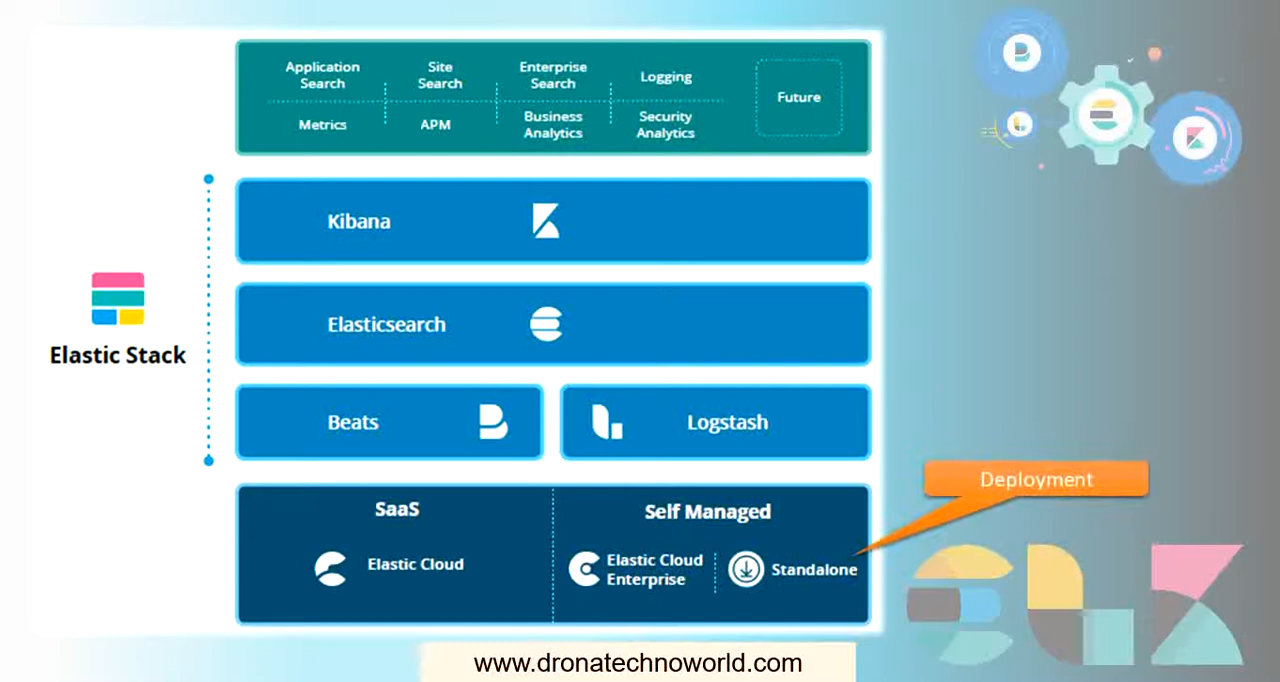 Application
Search
Site
Search
Enterprise
Search
Logging
Metrics
APM
Business
Analytics
Security
Analytics
Future
Kibana
Elastic Stack
Elasticsearch
Beats
Logstash
Deployment
SaaS
Elastic Cloud
Self Managed
Elastic Cloud
Enterprise
Standalone
www.dronatechnoworld.com